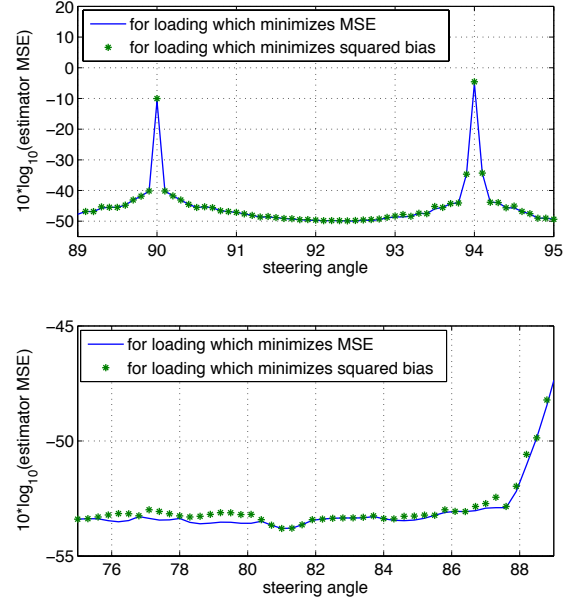 for loading which minimizes MSE
for loading which minimizes squared bias
20
10
0
-10
-20
-30
-40
-50
10*log10(estimator MSE)
89 90 91 92 93 94 95
steering angle
-45
for loading which minimizes MSE
for loading which minimizes squared bias
-50
-55
10*log10(estimator MSE)
76 78 80 82 84 86 88
steering angle